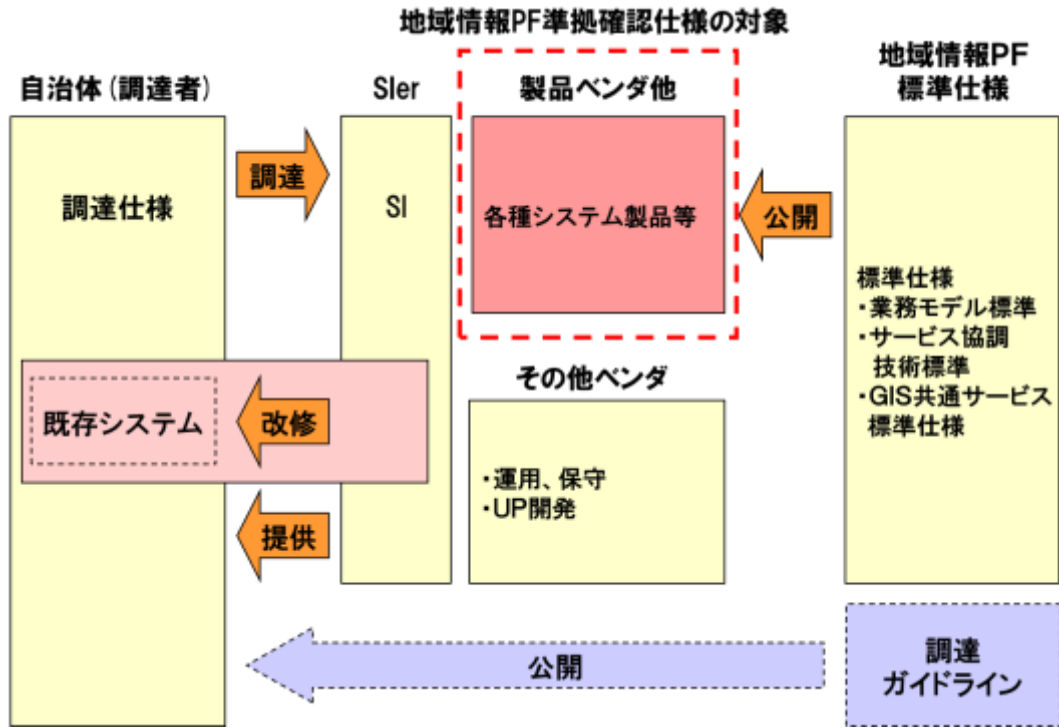 地域情報PF準拠確認仕様の対象
自治体(調達者)
SIer
製品ベンダ他
地域情報PF
標準仕様
調達仕様
調達
SI
各種システム製品等
公開
標準仕様
・業務モデル標準
・サービス協調
技術標準
・GIS共通サービス
標準仕様
既存システム
改修
その他ベンダ
・運用、保守
・UP開発
提供
公開
調達
ガイドライン